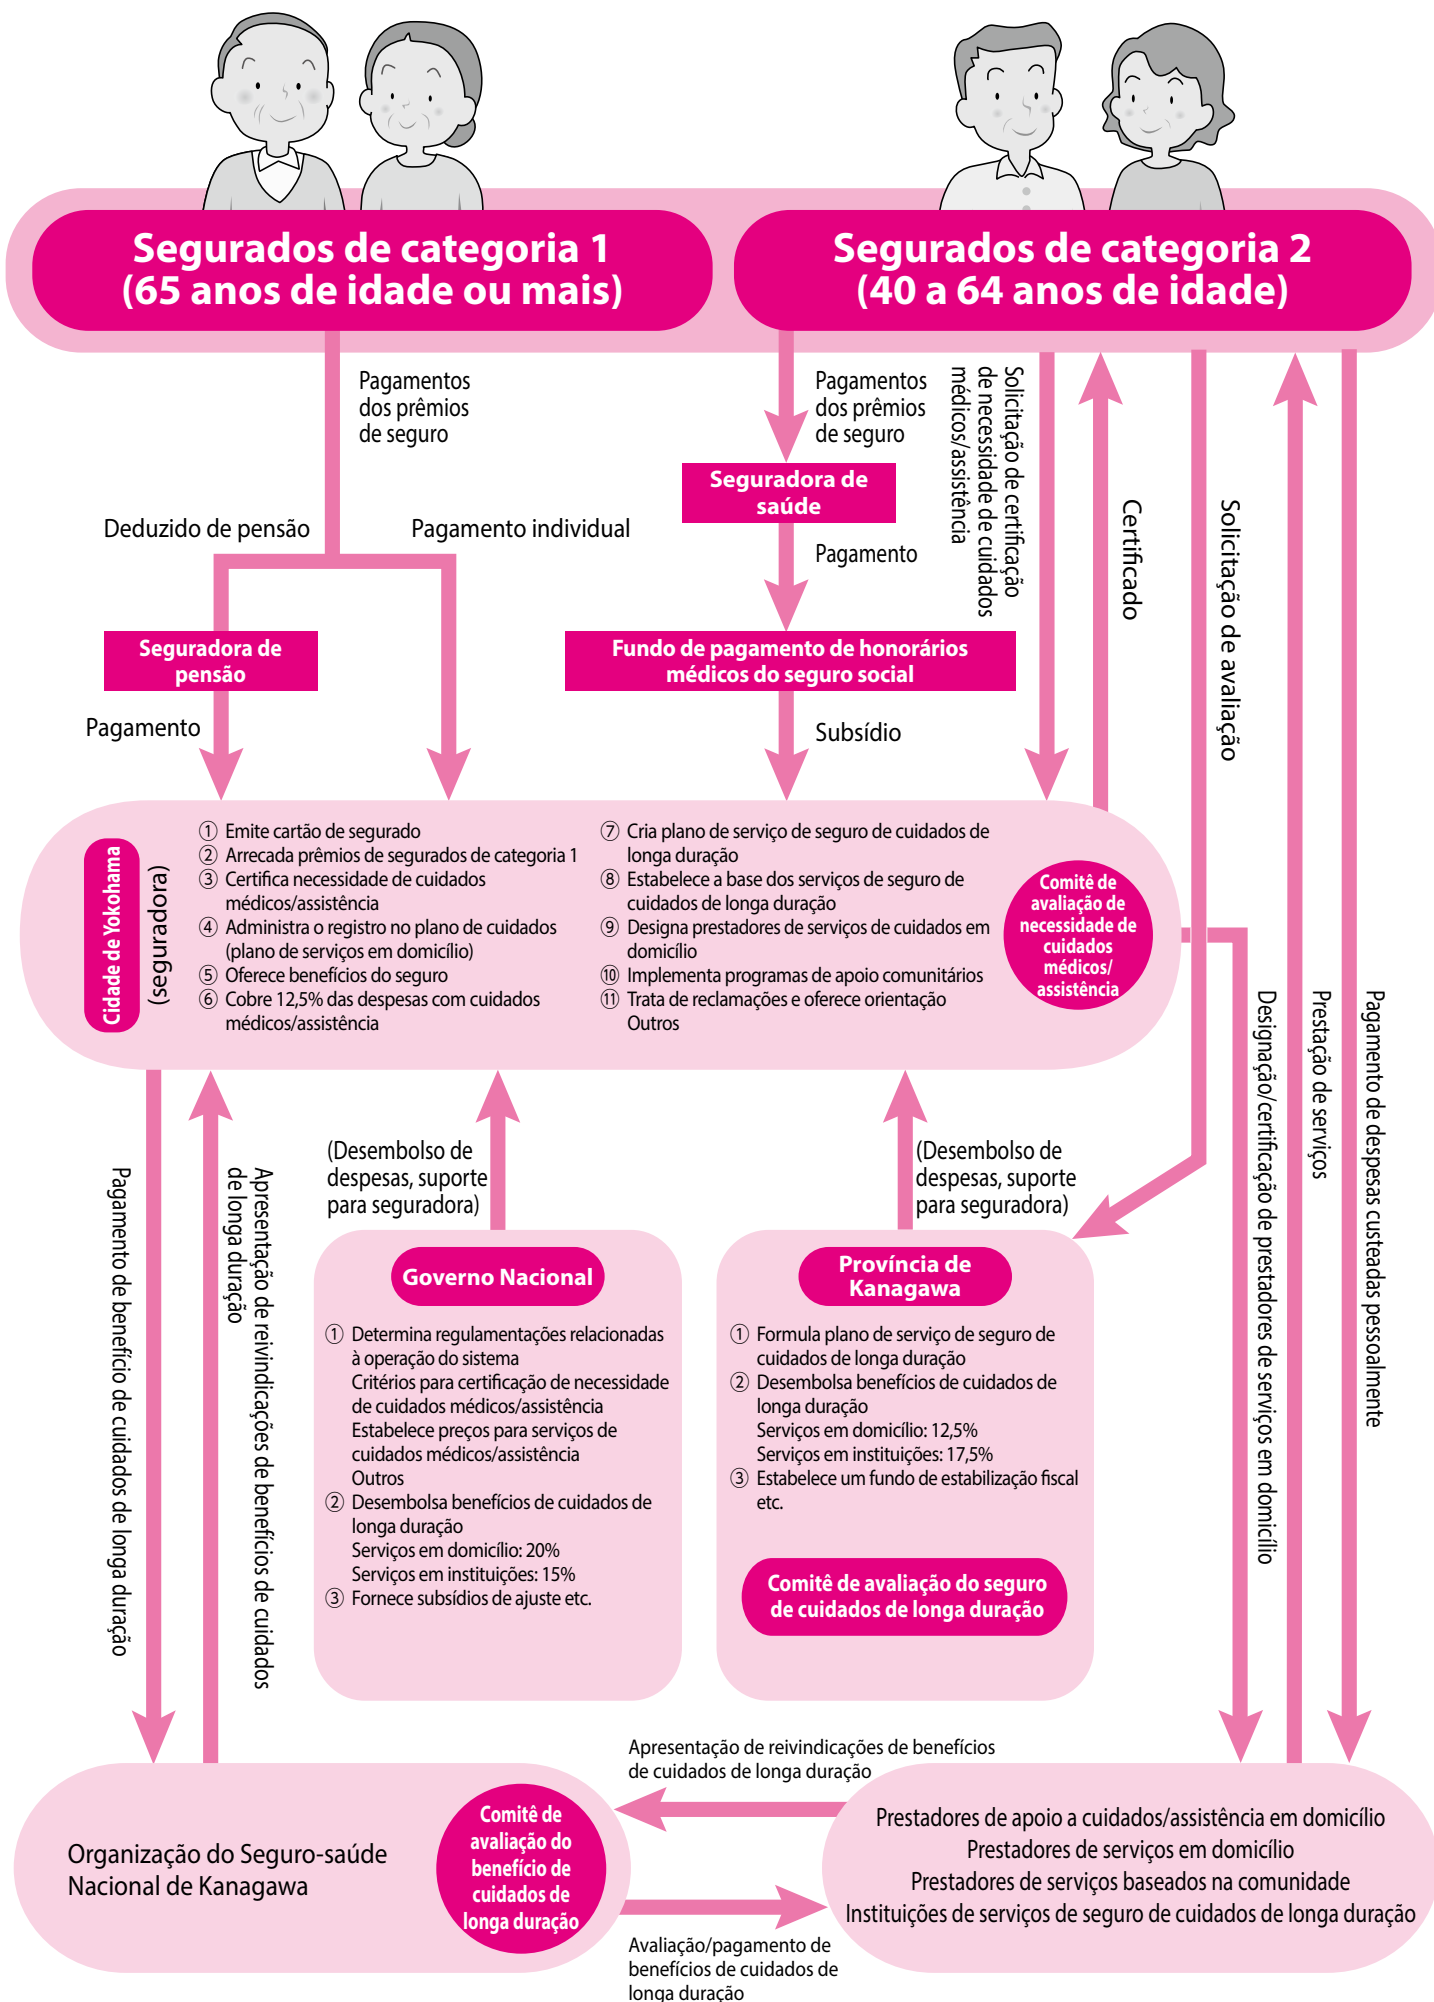 Segurados de categoria 1
(65 anos de idade ou mais)
Segurados de categoria 2
(40 a 64 anos de idade)
Pagamentos
dos prêmios
de seguro
Deduzido de pensão
Pagamento individual
Seguradora de
pensão
Pagamento
Pagamentos
dos prêmios
de seguro
Seguradora de
saúde
Pagamento
Fundo de pagamento de honorários
médicos do seguro social
Subsídio
Solicitação de certificação
de necessidade de cuidados
médicos/assistência
Certificado
Solicitação de avaliação
Cidade de Yokohama
(seguradora)
① Emite cartão de segurado
② Arrecada prêmios de segurados de categoria 1
③ Certifica necessidade de cuidados
médicos/assistência
④ Administra o registro no plano de cuidados
(plano de serviços em domicílio)
⑤ Oferece benefícios do seguro
⑥ Cobre 12,5% das despesas com cuidados
médicos/assistência
⑦ Cria plano de serviço de seguro de cuidados de
longa duração
⑧ Estabelece a base dos serviços de seguro de
cuidados de longa duração
⑨ Designa prestadores de serviços de cuidados em
domicílio
⑩ Implementa programas de apoio comunitários
⑪ Trata de reclamações e oferece orientação
Outros
Comitê de
avaliação de
necessidade de
cuidados
médicos/
assistência
Designação/certificação de prestadores de serviços em domicílio
Prestação de serviços
Pagamento de despesas custeadas pessoalmente
Pagamento de benefício de cuidados de longa duração
Apresentação de reivindicações de benefícios de cuidados
de longa duração
(Desembolso de
despesas, suporte
para seguradora)
(Desembolso de
despesas, suporte
para seguradora)
Governo Nacional
① Determina regulamentações relacionadas
à operação do sistema
Critérios para certificação de necessidade
de cuidados médicos/assistência
Estabelece preços para serviços de
cuidados médicos/assistência
Outros
② Desembolsa benefícios de cuidados de
longa duração
Serviços em domicílio: 20%
Serviços em instituições: 15%
③ Fornece subsídios de ajuste etc.
Província de
Kanagawa
① Formula plano de serviço de seguro de
cuidados de longa duração
② Desembolsa benefícios de cuidados de
longa duração
Serviços em domicílio: 12,5%
Serviços em instituições: 17,5%
③ Estabelece um fundo de estabilização fiscal
etc.
Comitê de avaliação do seguro
de cuidados de longa duração
Organização do Seguro-saúde
Nacional de Kanagawa
Comitê de
avaliação do
benefício de
cuidados de
longa duração
Apresentação de reivindicações de benefícios
de cuidados de longa duração
Avaliação/pagamento de
benefícios de cuidados de
longa duração
Prestadores de apoio a cuidados/assistência em domicílio
Prestadores de serviços em domicílio
Prestadores de serviços baseados na comunidade
Instituições de serviços de seguro de cuidados de longa duração